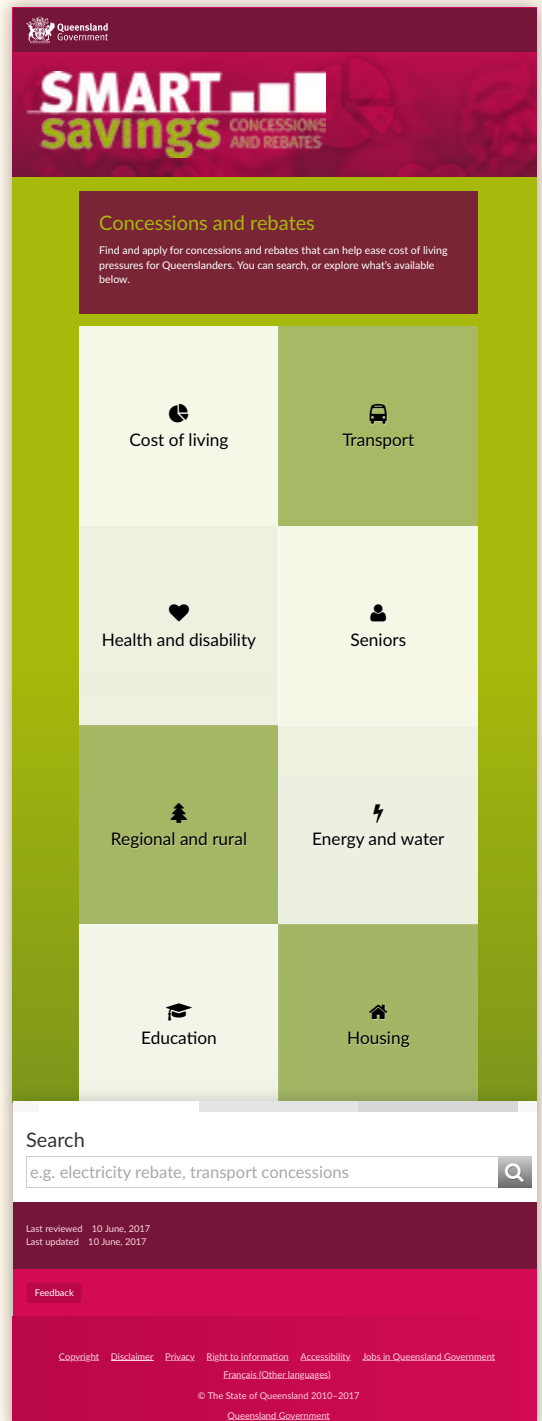 Queensland
Government
SMART
savings
CONCESSIONS
AND REBATES
Concessions and rebates
Find and apply for concessions and rebates that can help ease cost of living
pressures for Queenslanders. You can search, or explore what's available
below.
Cost of living
Transport
Health and disability
Seniors
Regional and rural
Energy and water
Education
Housing
Search
e.g. electricity rebate, transport concessions
Last reviewed 10 June, 2017
Last updated 10 June, 2017
Feedback
Copyright Disclaimer Privacy Right to information Accessibility Jobs in Queensland Government
Français (Other languages)
© The State of Queensland 2010–2017
Queensland Government